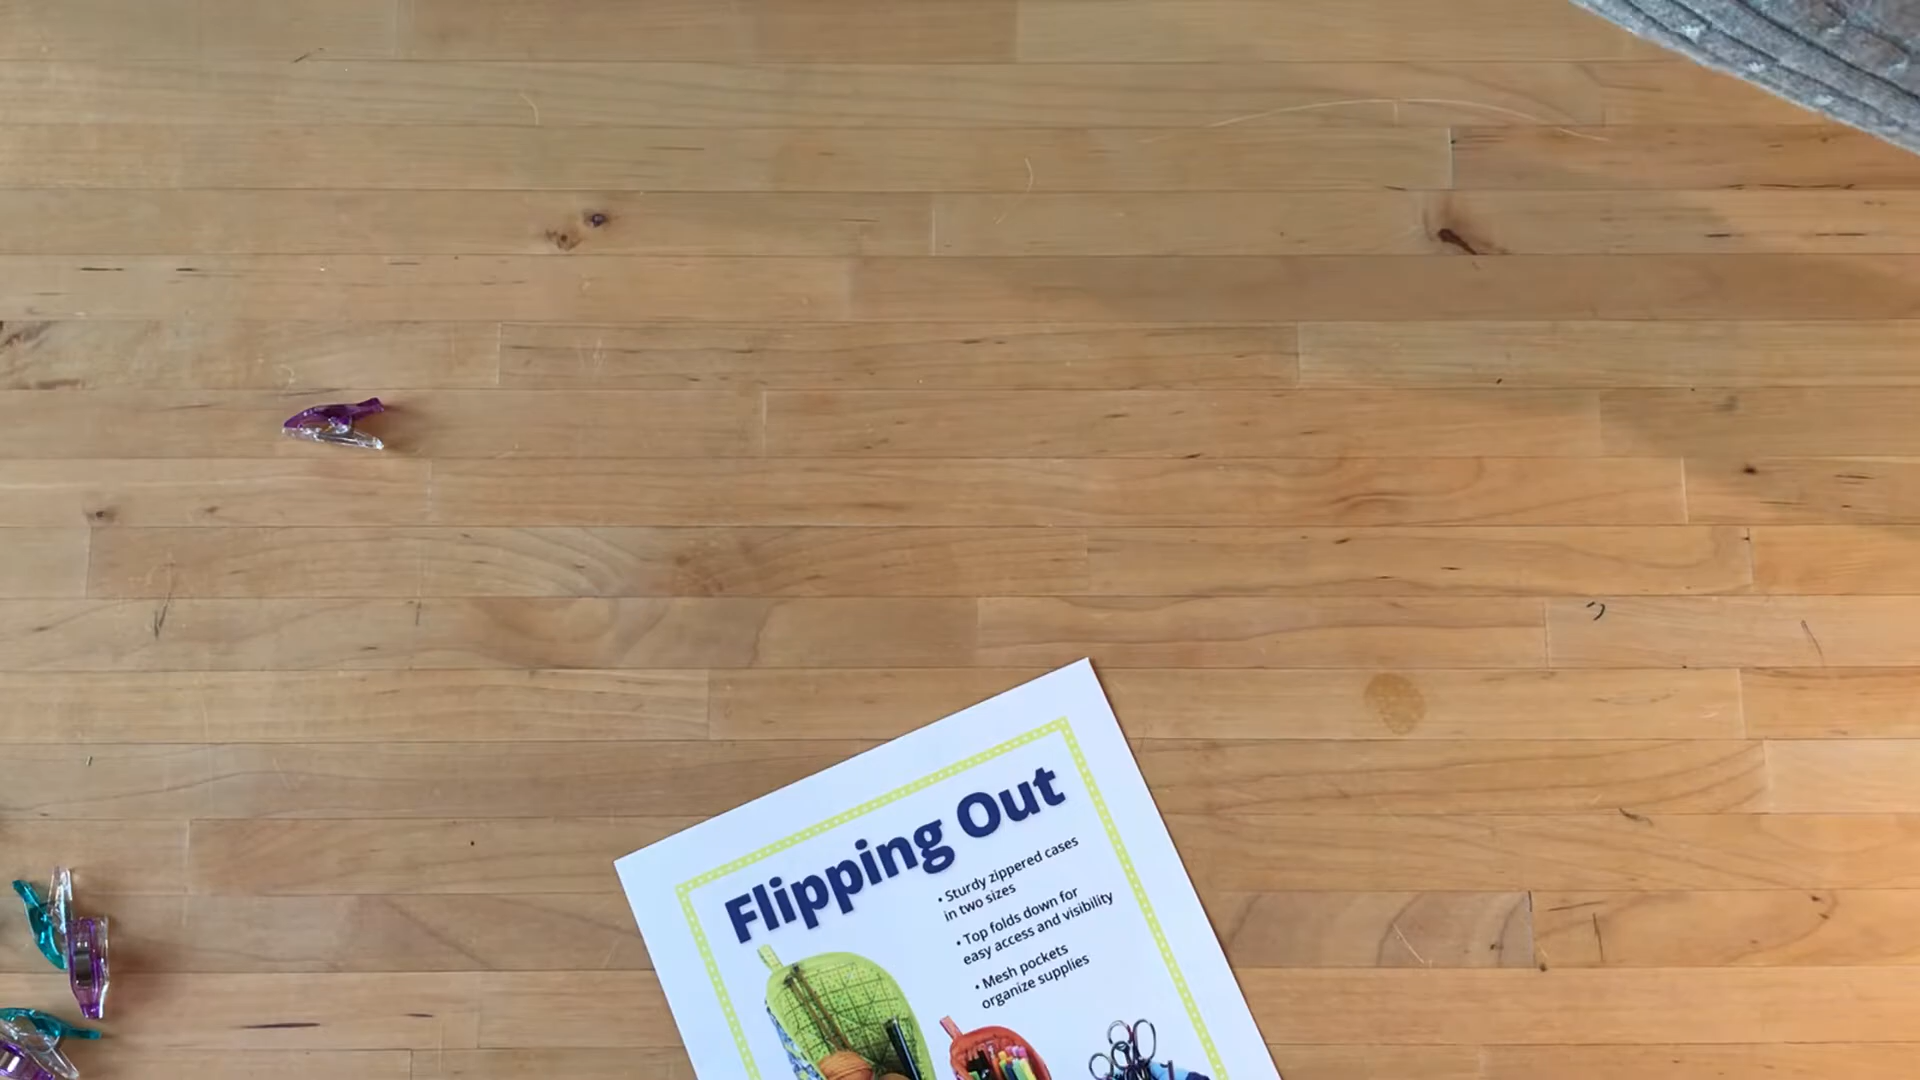 Flipping Out
• Sturdy zippered cases
in two sizes
• Top folds down for
easy access and visibility
• Mesh pockets
organize supplies